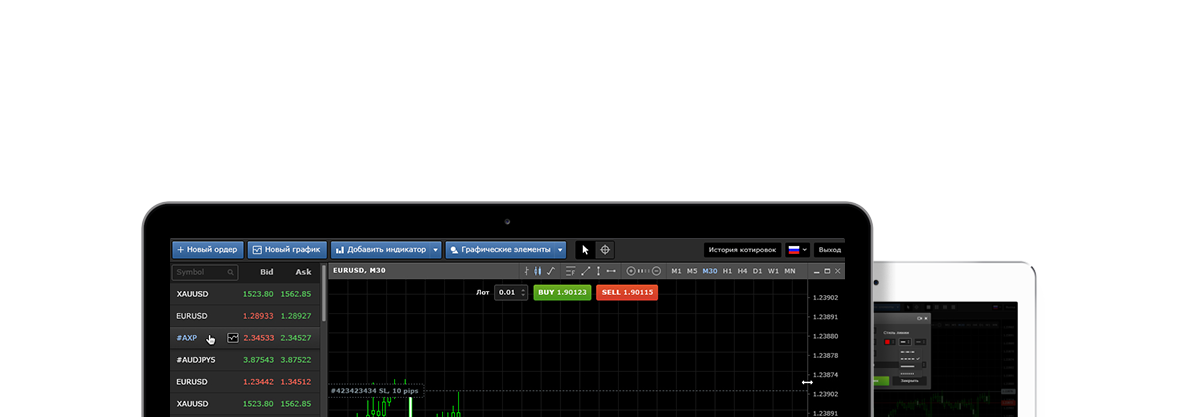 Новый ордер Новый график Добавить индикатор Графические элементы История котировок Выход
Symbol Bid Ask
EURUSD, M30 M1 M5 M30 H1 H4 D1 W1 MN
XAUUSD 1523.80 1562.85
EURUSD 1.28933 1.28927
#AXP 2.34533 2.34527
#AUDJPY5 3.87543 3.87522
EURUSD 1.23442 1.34512
XAUUSD 1523.80 1562.85
Лот 0.01 BUY 1.90123 SELL 1.90115
#423423434 SL, 10 pips
1.23902
1.23891
1.23880
1.23878
1.23874
1.23902
1.23891
Стиль линии
Закрыть